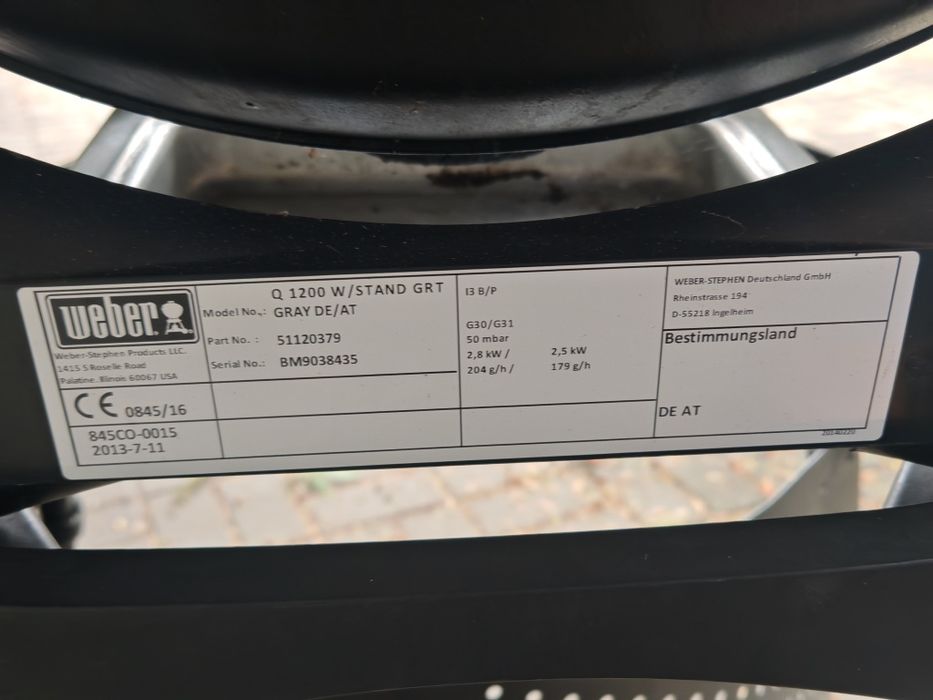 weber
Weber-Stephen Products LLC.
1415 S Roselle Road
Palatine, Illinois 60067 USA
CE 0845/16
845CO-0015
2013-7-11
Q 1200 W/STAND GRT
Model No,: GRAY DE/AT
Part No. : 51120379
Serial No.: BM9038435
I3 B/P
G30/G31
50 mbar
2,8 kW / 2,5 kW
204 g/h / 179 g/h
WEBER-STEPHEN Deutschland GmbH
Rheinstrasse 194
D-55218 Ingelheim
Bestimmungsland
DE AT
20140220